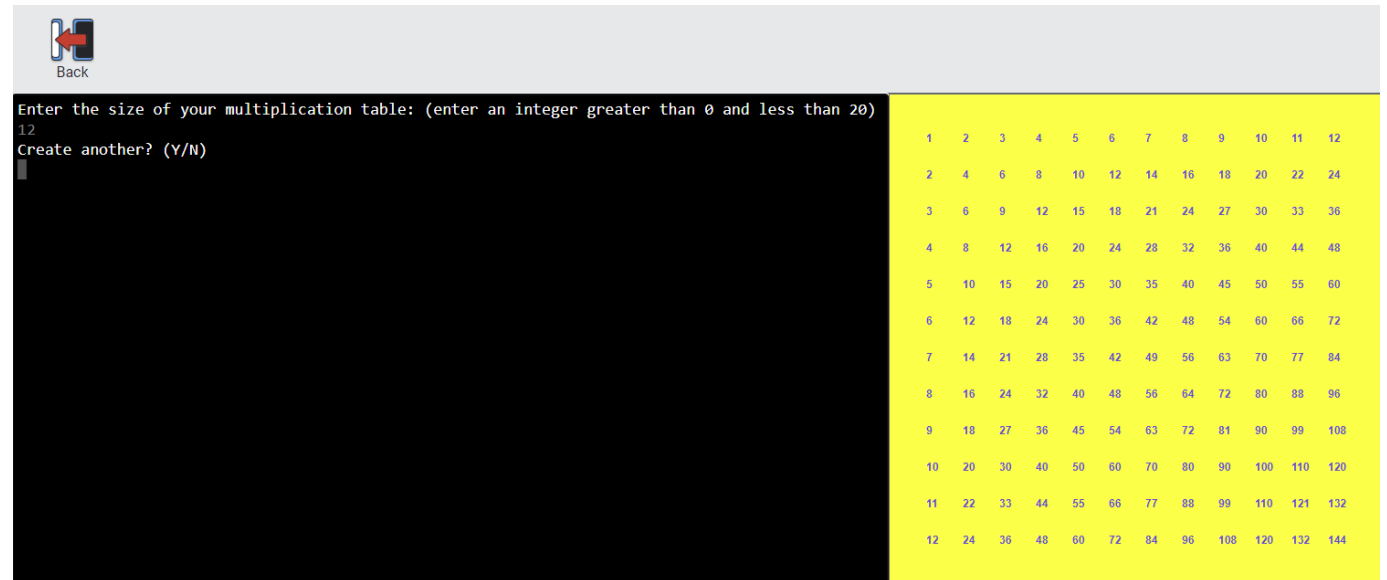 Back
Enter the size of your multiplication table: (enter an integer greater than 0 and less than 20)
12
Create another? (Y/N)
1 2 3 4 5 6 7 8 9 10 11 12
2 4 6 8 10 12 14 16 18 20 22 24
3 6 9 12 15 18 21 24 27 30 33 36
4 8 12 16 20 24 28 32 36 40 44 48
5 10 15 20 25 30 35 40 45 50 55 60
6 12 18 24 30 36 42 48 54 60 66 72
7 14 21 28 35 42 49 56 63 70 77 84
8 16 24 32 40 48 56 64 72 80 88 96
9 18 27 36 45 54 63 72 81 90 99 108
10 20 30 40 50 60 70 80 90 100 110 120
11 22 33 44 55 66 77 88 99 110 121 132
12 24 36 48 60 72 84 96 108 120 132 144